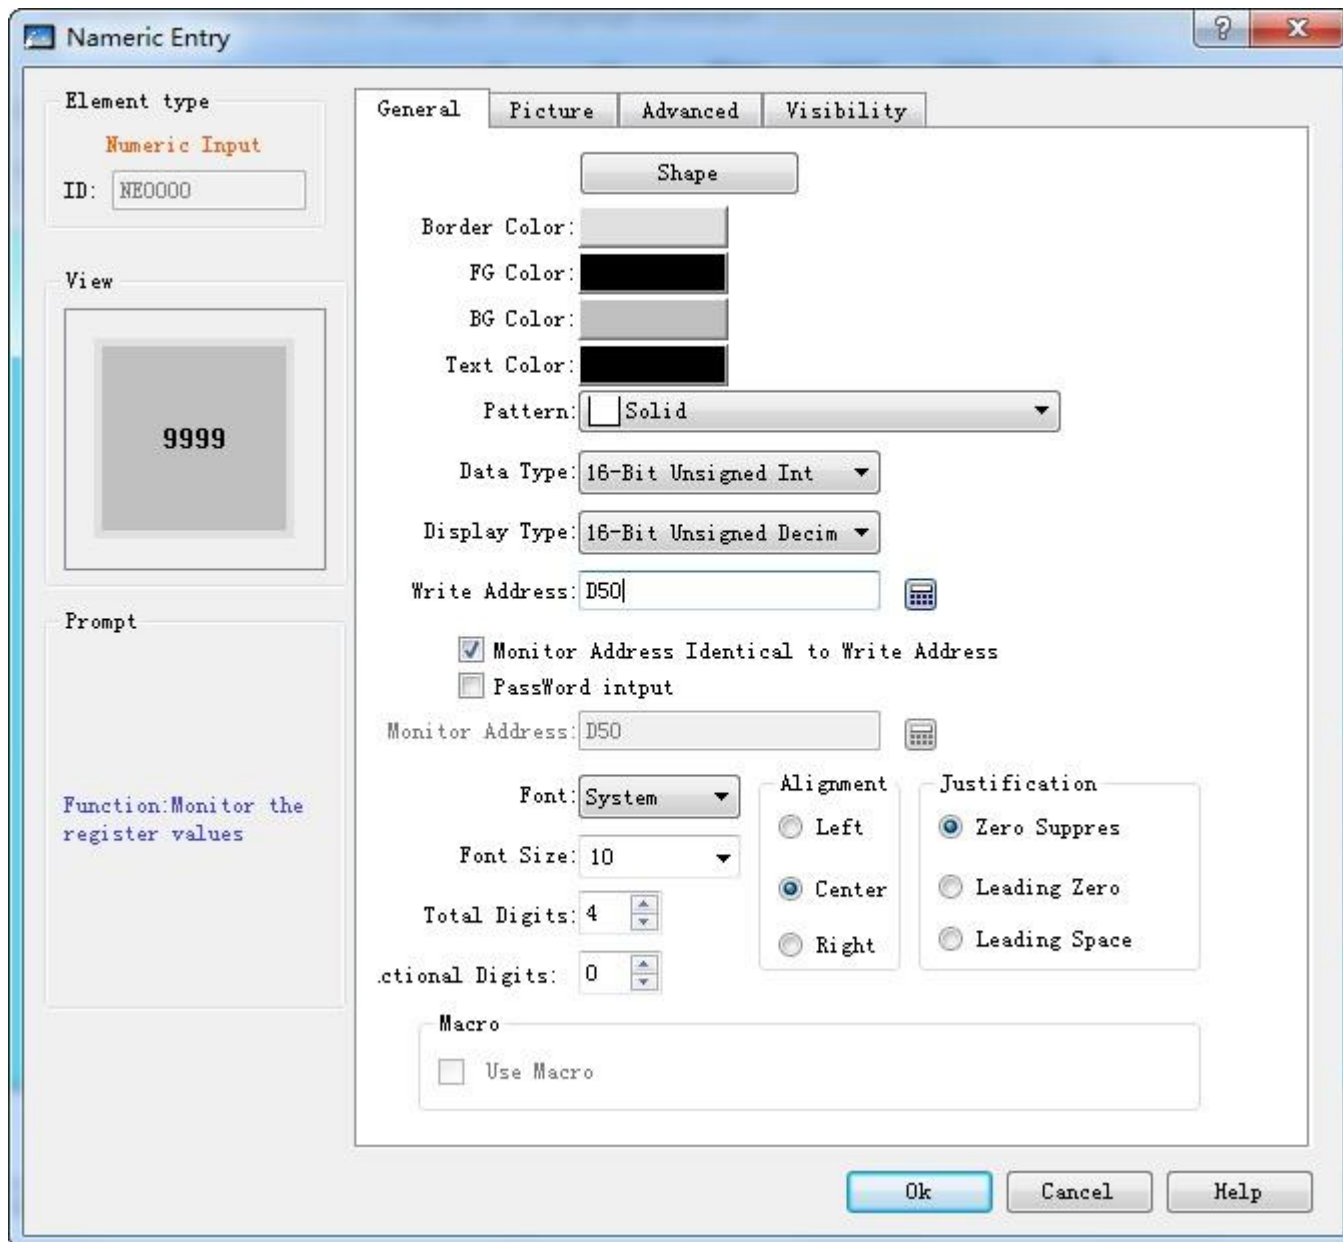 Nameric Entry
Element type
Numeric Input
ID: NE0000
View
9999
Prompt
Function:Monitor the
register values
General Picture Advanced Visibility
Shape
Border Color:
FG Color:
BG Color:
Text Color:
Pattern: Solid
Data Type: 16-Bit Unsigned Int
Display Type: 16-Bit Unsigned Decim
Write Address: D50
Monitor Address Identical to Write Address
PassWord intput
Monitor Address: D50
Font: System
Font Size: 10
Total Digits: 4
.ctional Digits: 0
Alignment
Left
Center
Right
Justification
Zero Suppres
Leading Zero
Leading Space
Macro
Use Macro
Ok Cancel Help